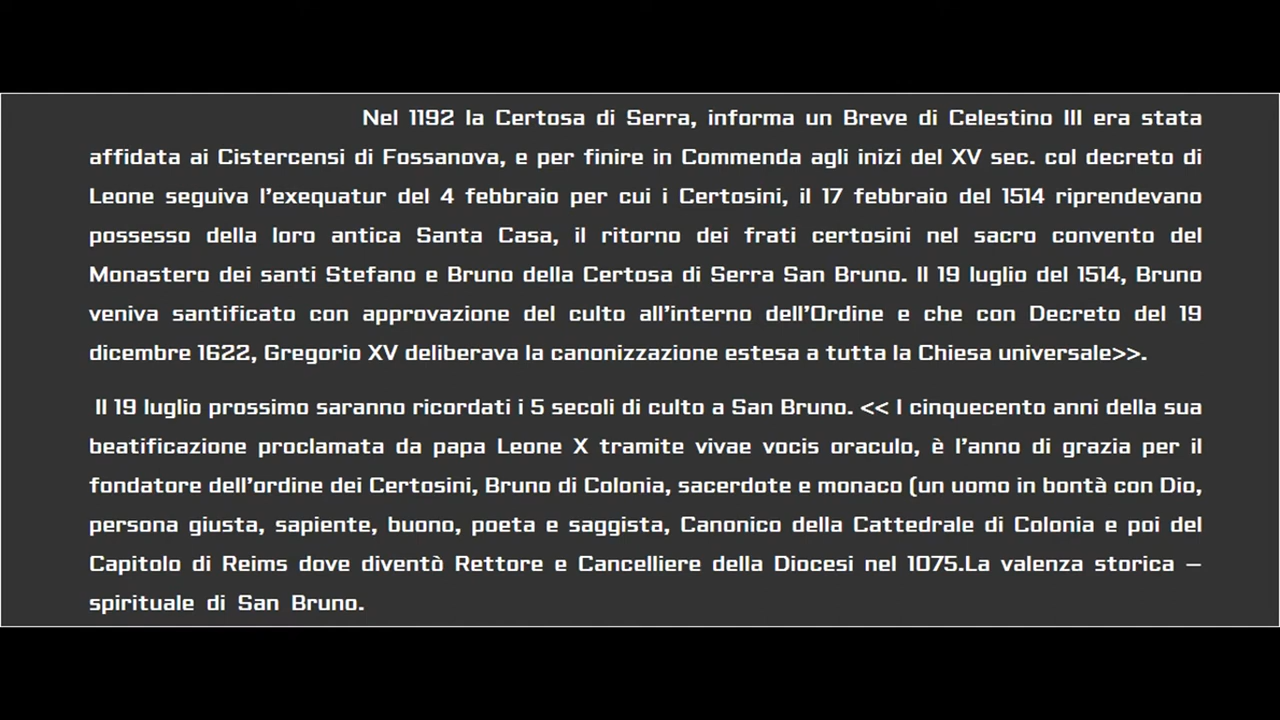 Nel 1192 la Certosa di Serra, informa un Breve di Celestino III era stata
affidata ai Cistercensi di Fossanova, e per finire in Commenda agli inizi del XV sec. col decreto di
Leone seguiva l'exequatur del 4 febbraio per cui i Certosini, il 17 febbraio del 1514 riprendevano
possesso della loro antica Santa Casa, il ritorno dei frati certosini nel sacro convento del
Monastero dei santi Stefano e Bruno della Certosa di Serra San Bruno. Il 19 luglio del 1514, Bruno
veniva santificato con approvazione del culto all'interno dell'Ordine e che con Decreto del 19
dicembre 1622, Gregorio XV deliberava la canonizzazione estesa a tutta la Chiesa universale>>.
Il 19 luglio prossimo saranno ricordati i 5 secoli di culto a San Bruno. << I cinquecento anni della sua
beatificazione proclamata da papa Leone X tramite vivae vocis oraculo, è l'anno di grazia per il
fondatore dell'ordine dei Certosini, Bruno di Colonia, sacerdote e monaco (un uomo in bontà con Dio,
persona giusta, sapiente, buono, poeta e saggista, Canonico della Cattedrale di Colonia e poi del
Capitolo di Reims dove diventò Rettore e Cancelliere della Diocesi nel 1075.La valenza storica –
spirituale di San Bruno.